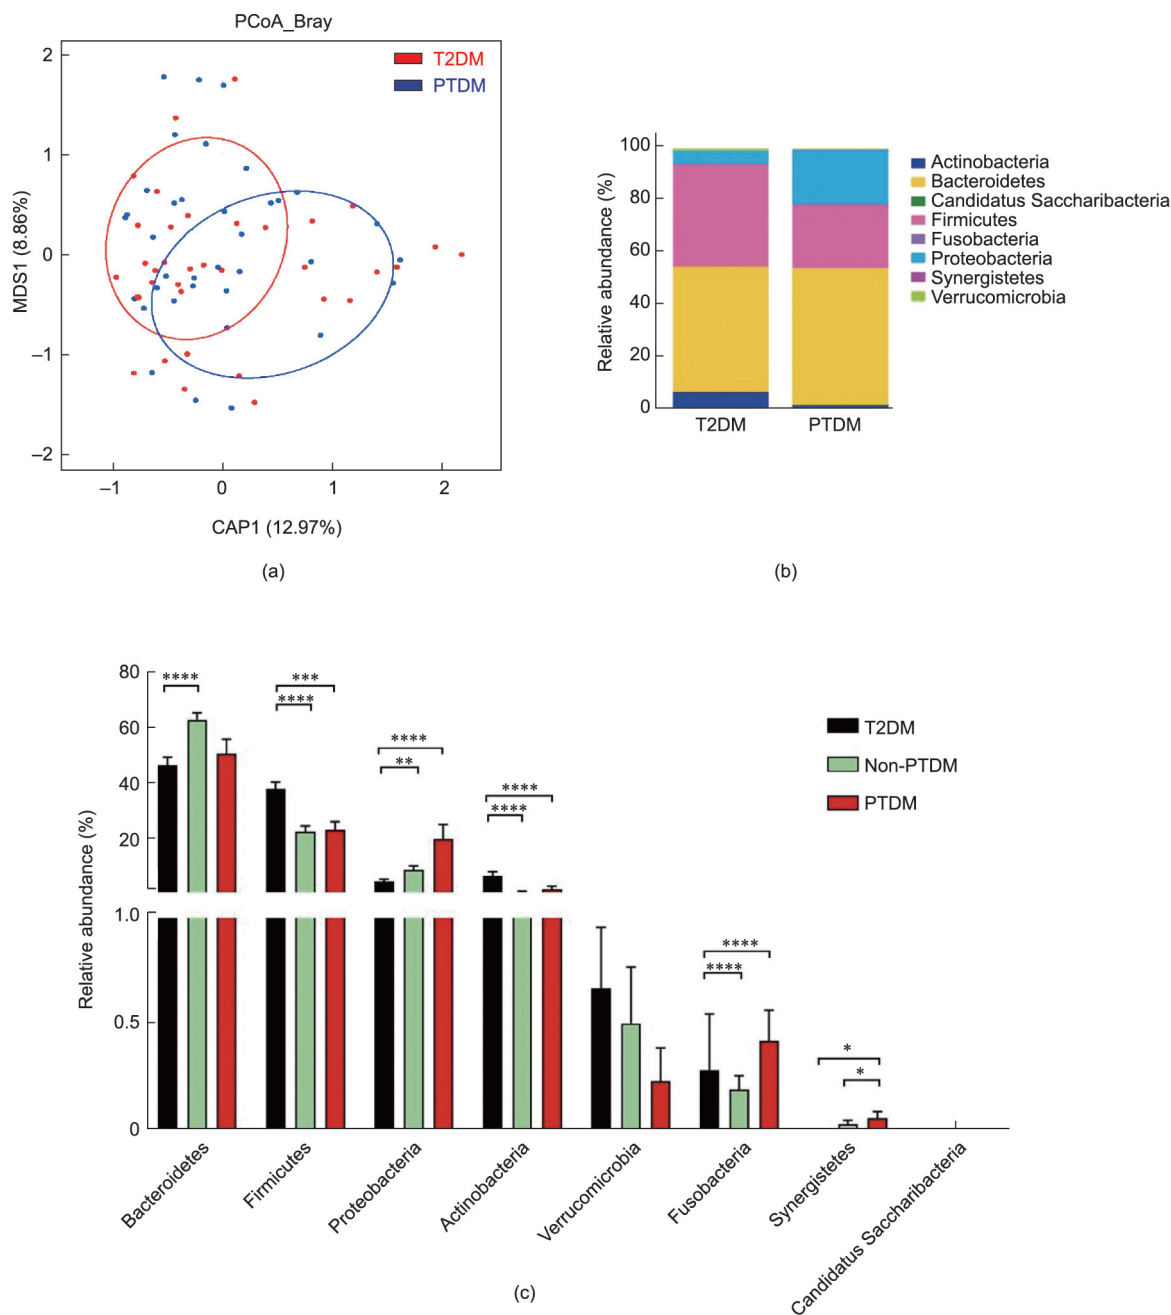 PCoA_Bray
T2DM
PTDM
2
1
0
–1
–2
MDS1 (8.86%)
–1
0
1
2
CAP1 (12.97%)
(a)
100
80
60
40
20
0
Relative abundance (%)
T2DM
PTDM
Actinobacteria
Bacteroidetes
Candidatus Saccharibacteria
Firmicutes
Fusobacteria
Proteobacteria
Synergistetes
Verrucomicrobia
(b)
80
60
40
20
1.0
0.5
0
Relative abundance (%)
****
***
****
****
**
****
****
****
****
*
*
T2DM
Non-PTDM
PTDM
Bacteroidetes
Firmicutes
Proteobacteria
Actinobacteria
Verrucomicrobia
Fusobacteria
Synergistetes
Candidatus Saccharibacteria
(c)